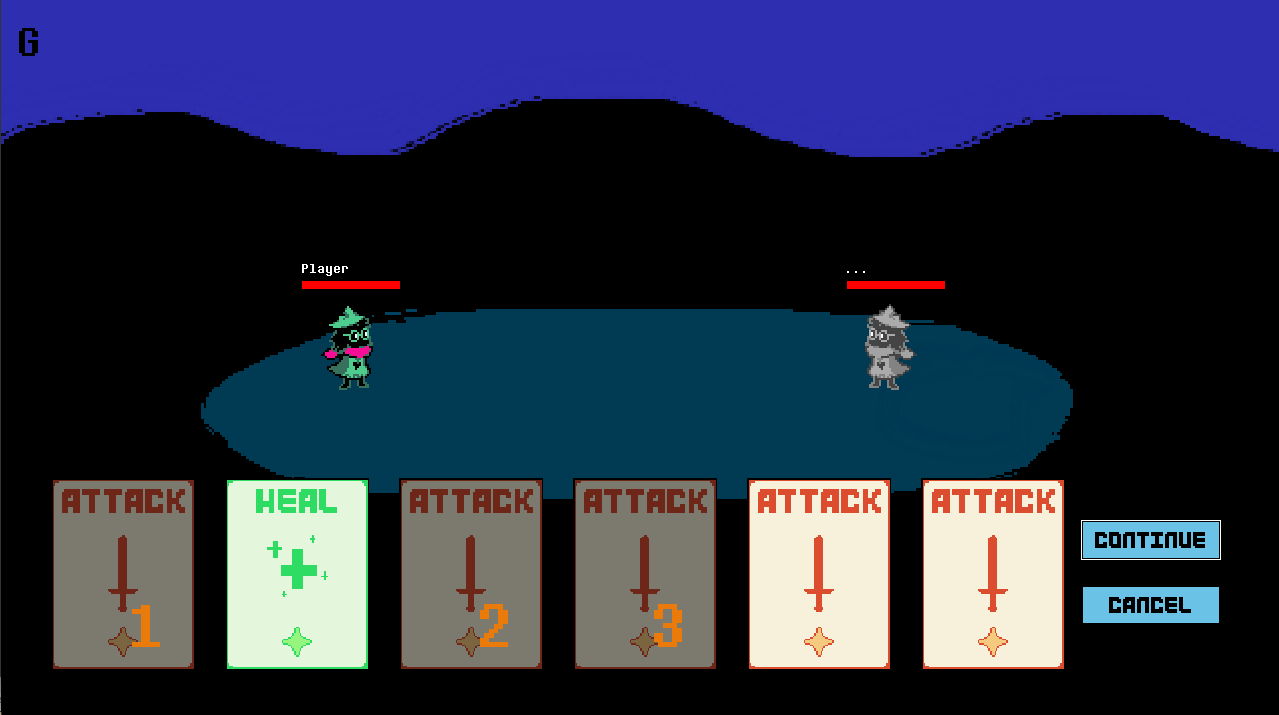 G
Player
...
ATTACK
1
HEAL
ATTACK
2
ATTACK
3
ATTACK
ATTACK
CONTINUE
CANCEL